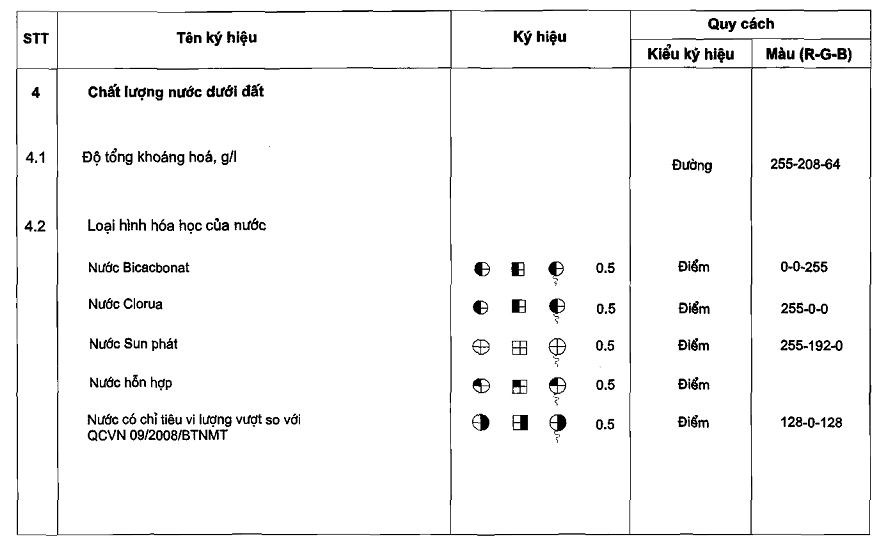 STT Tên ký hiệu Ký hiệu Quy cách
Kiểu ký hiệu Màu (R-G-B)
4 Chất lượng nước dưới đất
4.1 Độ tổng khoáng hoá, g/l Đường 255-208-64
4.2 Loại hình hóa học của nước
Nước Bicacbonat 0.5 Điểm 0-0-255
Nước Clorua 0.5 Điểm 255-0-0
Nước Sun phát 0.5 Điểm 255-192-0
Nước hỗn hợp 0.5 Điểm
Nước có chỉ tiêu vi lượng vượt so với 0.5 Điểm 128-0-128
QCVN 09/2008/BTNMT